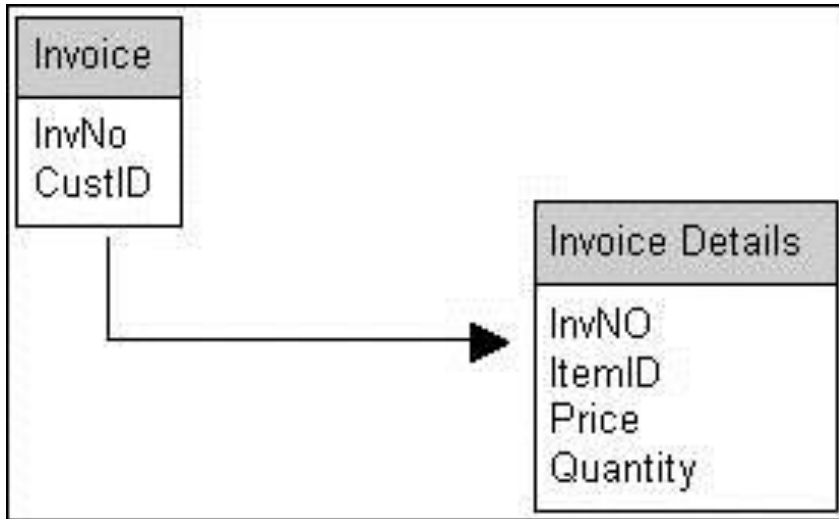 Invoice
InvNo
CustID
Invoice Details
InvNO
ItemID
Price
Quantity